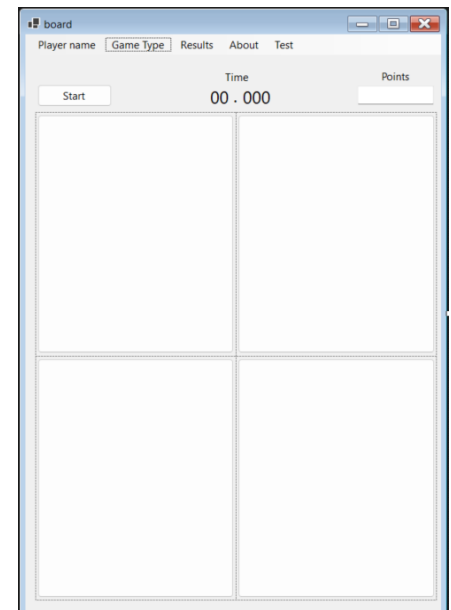 board
Player name Game Type Results About Test
Time Points
Start 00 . 000